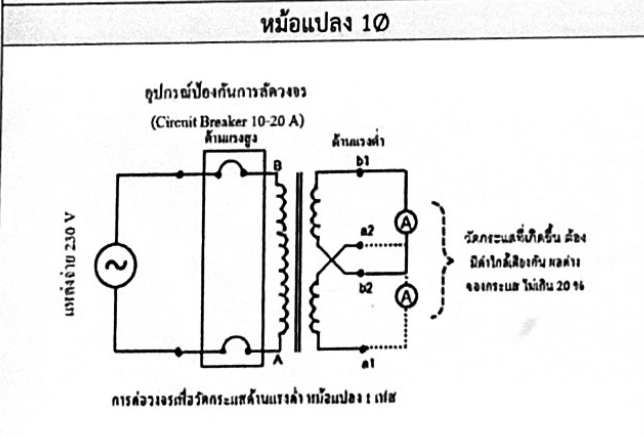 หม้อแปลง 1Ø
อุปกรณ์ป้องกันการลัดวงจร
(Circuit Breaker 10-20 A)
ด้านแรงสูง
ด้านแรงต่ำ
b1
B
A
a2
แหล่งจ่าย 230 V
~
วัดกระแสที่เกิดขึ้น ต้อง
มีค่าใกล้เคียงกัน ผลต่าง
ของกระแส ไม่เกิน 20 %
b2
A
A
a1
การต่อวงจรเพื่อวัดกระแสด้านแรงต่ำ หม้อแปลง 1 เฟส